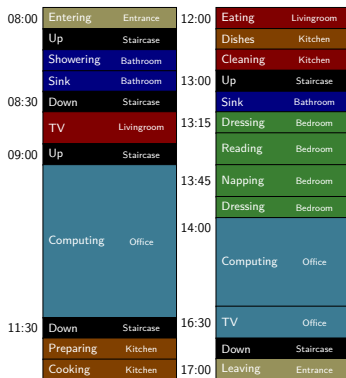 08:00 Entering Entrance
Up Staircase
Showering Bathroom
Sink Bathroom
08:30 Down Staircase
TV Livingroom
09:00 Up Staircase
Computing Office
11:30 Down Staircase
Preparing Kitchen
Cooking Kitchen
12:00 Eating Livingroom
Dishes Kitchen
Cleaning Kitchen
13:00 Up Staircase
Sink Bathroom
13:15 Dressing Bedroom
Reading Bedroom
13:45 Napping Bedroom
Dressing Bedroom
14:00
Computing Office
16:30 TV Office
Down Staircase
17:00 Leaving Entrance